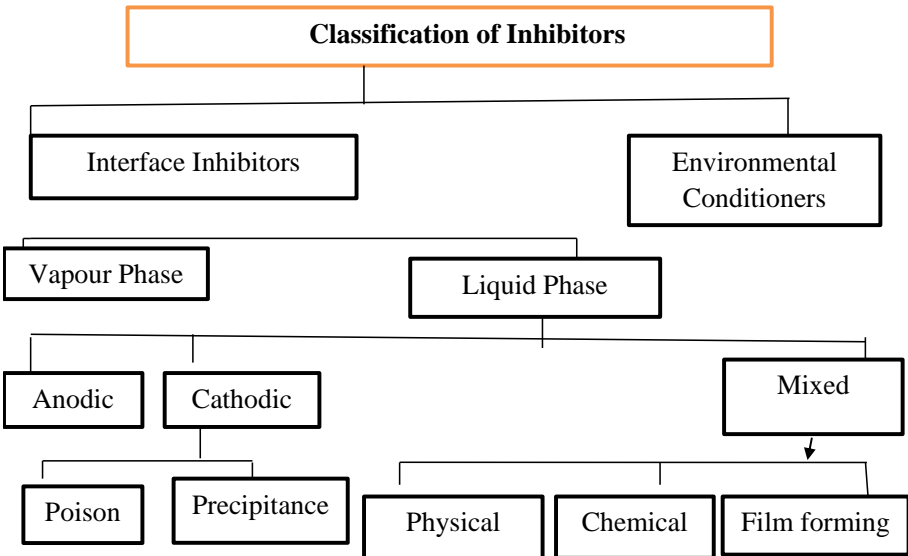 Classification of Inhibitors
Interface Inhibitors
Environmental
Conditioners
Vapour Phase
Liquid Phase
Anodic
Cathodic
Mixed
Poison
Precipitance
Physical
Chemical
Film forming